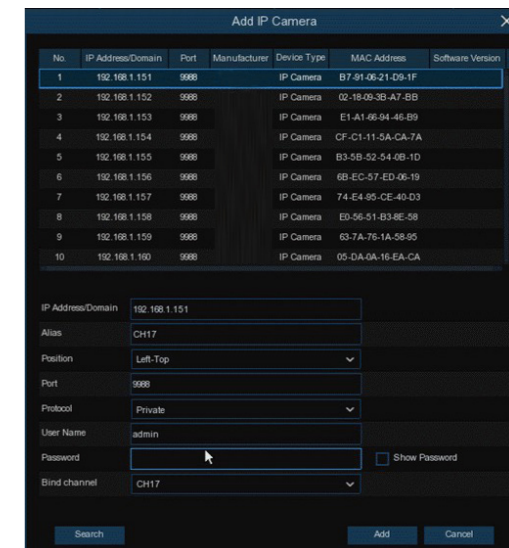 Add IP Camera
No. IP Address/Domain Port Manufacturer Device Type MAC Address Software Version
1 192.168.1.151 9988 IP Camera B7-91-06-21-D9-1F
2 192.168.1.152 9988 IP Camera 02-18-09-3B-A7-BB
3 192.168.1.153 9988 IP Camera E1-A1-66-94-46-B9
4 192.168.1.154 9988 IP Camera CF-C1-11-5A-CA-7A
5 192.168.1.155 9988 IP Camera B3-5B-52-54-0B-1D
6 192.168.1.156 9988 IP Camera 6B-EC-57-ED-06-19
7 192.168.1.157 9988 IP Camera 74-E4-95-CE-40-D3
8 192.168.1.158 9988 IP Camera E0-56-51-B3-8E-58
9 192.168.1.159 9988 IP Camera 63-7A-76-1A-58-95
10 192.168.1.160 9988 IP Camera 05-DA-0A-16-EA-CA
IP Address/Domain 192.168.1.151
Alias CH17
Position Left-Top
Port 9988
Protocol Private
User Name admin
Password Show Password
Bind channel CH17
Search Add Cancel